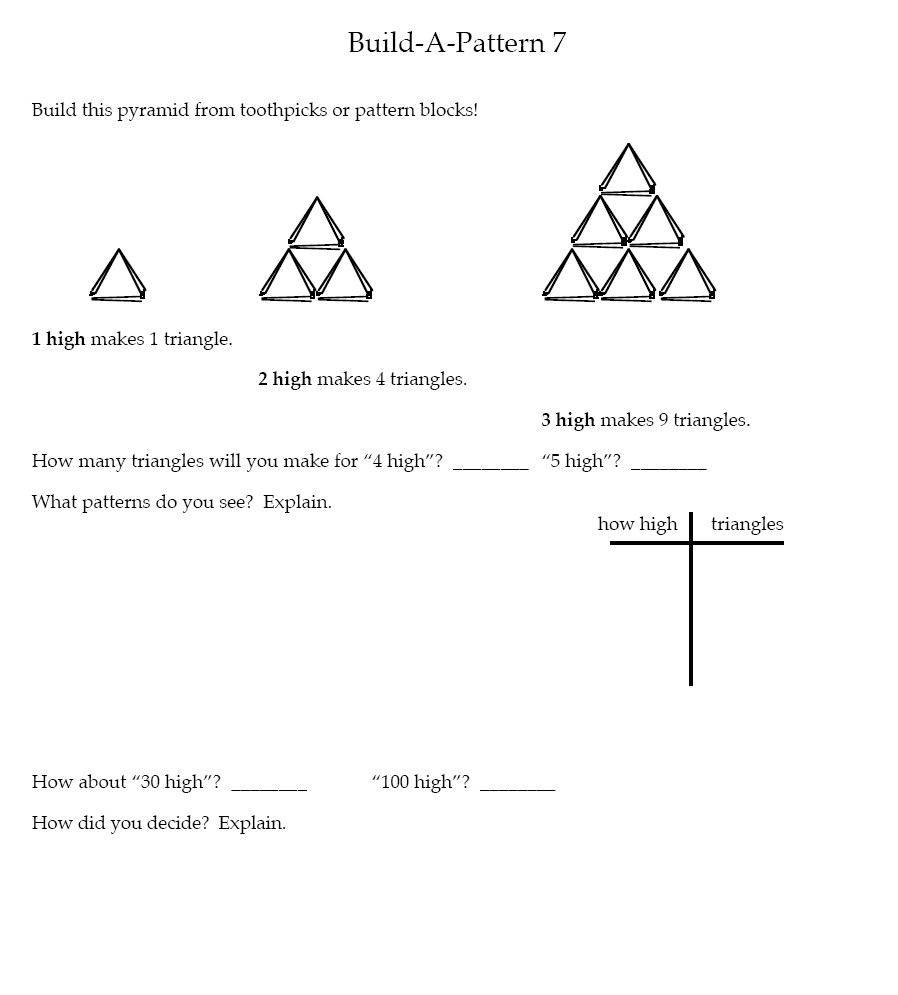 Build-A-Pattern 7
Build this pyramid from toothpicks or pattern blocks!
1 high makes 1 triangle.
2 high makes 4 triangles.
3 high makes 9 triangles.
How many triangles will you make for “4 high”? ________ “5 high”? ________
What patterns do you see? Explain.
how high triangles
How about “30 high”? ________ “100 high”? ________
How did you decide? Explain.